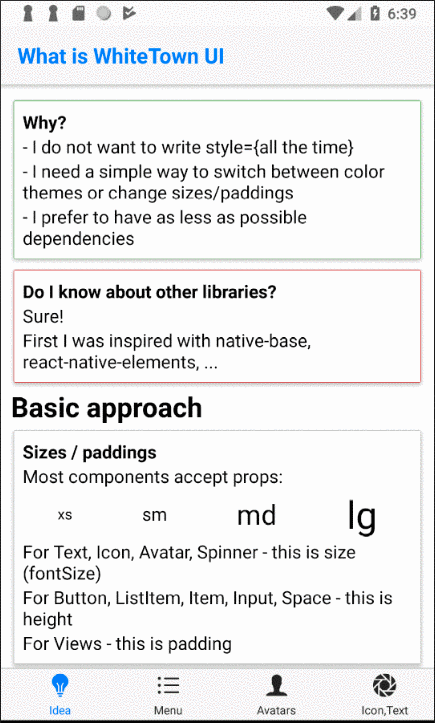 6:39
What is WhiteTown UI
Why?
- I do not want to write style={all the time}
- I need a simple way to switch between color
themes or change sizes/paddings
- I prefer to have as less as possible
dependencies
Do I know about other libraries?
Sure!
First I was inspired with native-base,
react-native-elements, ...
Basic approach
Sizes / paddings
Most components accept props:
xs sm md lg
For Text, Icon, Avatar, Spinner - this is size
(fontSize)
For Button, ListItem, Item, Input, Space - this is
height
For Views - this is padding
Idea Menu Avatars Icon,Text